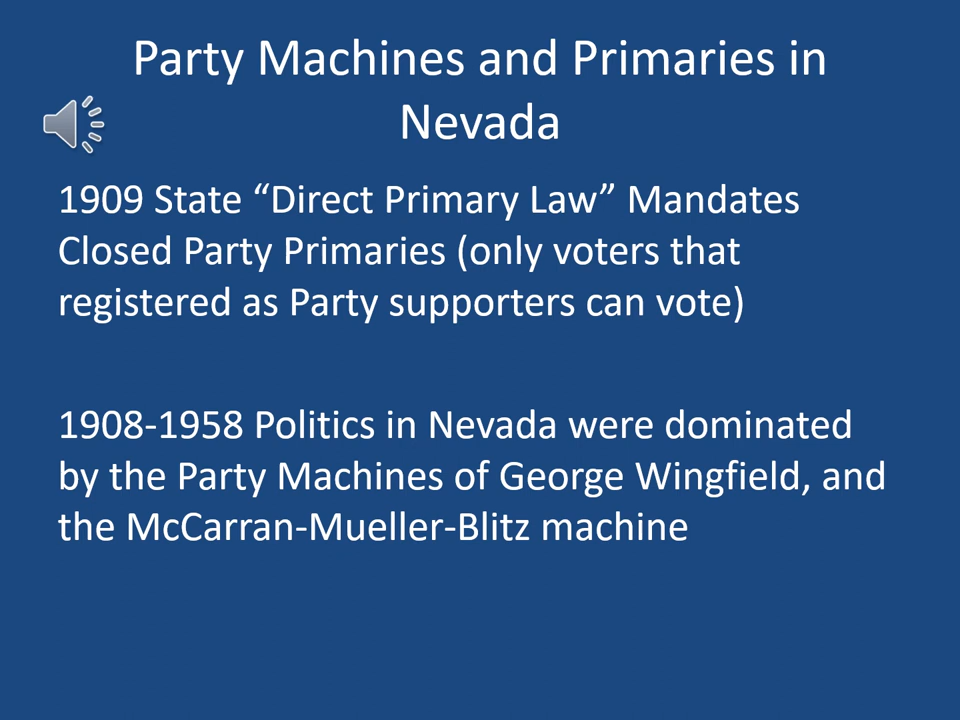 Party Machines and Primaries in
Nevada
1909 State “Direct Primary Law” Mandates
Closed Party Primaries (only voters that
registered as Party supporters can vote)
1908-1958 Politics in Nevada were dominated
by the Party Machines of George Wingfield, and
the McCarran-Mueller-Blitz machine